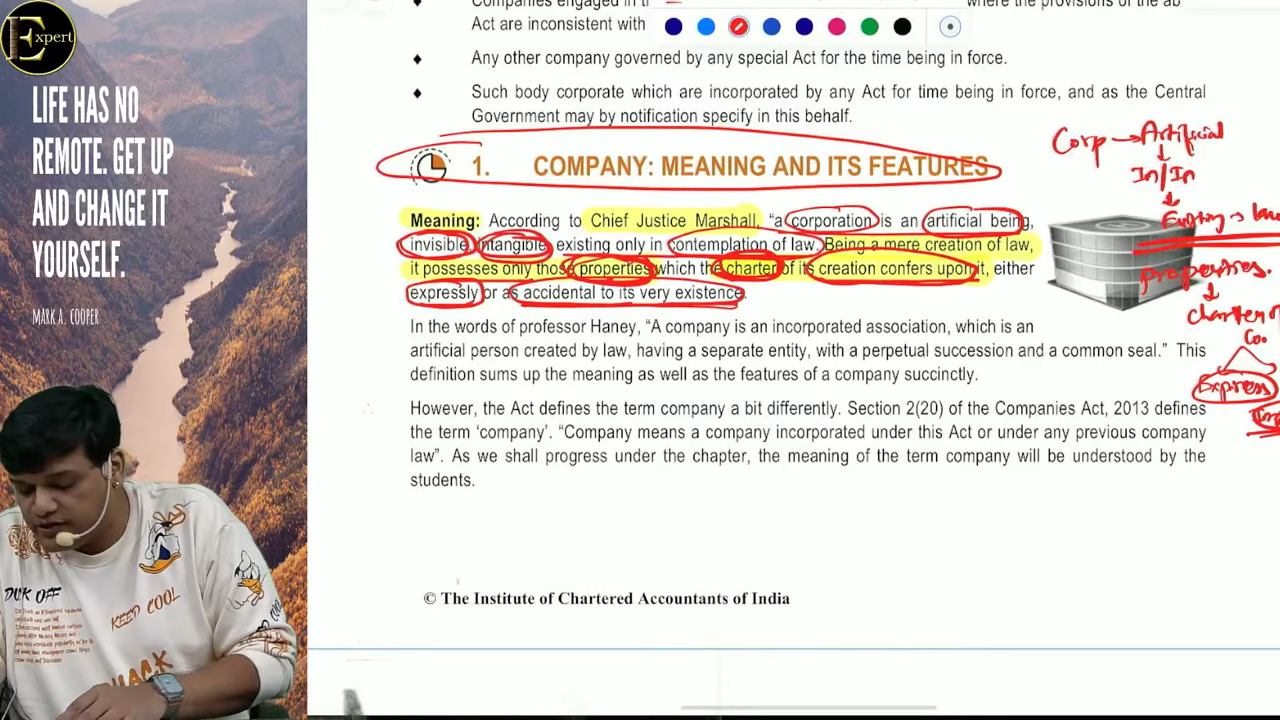 Expert
LIFE HAS NO
REMOTE. GET UP
AND CHANGE IT
YOURSELF.
MARK A. COOPER
DUCK OFF
KEEP COOL
QUACK
Act are inconsistent with
♦ Any other company governed by any special Act for the time being in force.
♦ Such body corporate which are incorporated by any Act for time being in force, and as the Central
Government may by notification specify in this behalf.
1. COMPANY: MEANING AND ITS FEATURES
Meaning: According to Chief Justice Marshall, “a corporation is an artificial being,
invisible, intangible, existing only in contemplation of law. Being a mere creation of law,
it possesses only those properties which the charter of its creation confers upon it, either
expressly or as accidental to its very existence.
In the words of professor Haney, “A company is an incorporated association, which is an
artificial person created by law, having a separate entity, with a perpetual succession and a common seal.” This
definition sums up the meaning as well as the features of a company succinctly.
However, the Act defines the term company a bit differently. Section 2(20) of the Companies Act, 2013 defines
the term ‘company’. “Company means a company incorporated under this Act or under any previous company
law”. As we shall progress under the chapter, the meaning of the term company will be understood by the
students.
© The Institute of Chartered Accountants of India
Corp → Artificial
In/In
Existing →
properties.
charter of
Co.
Express